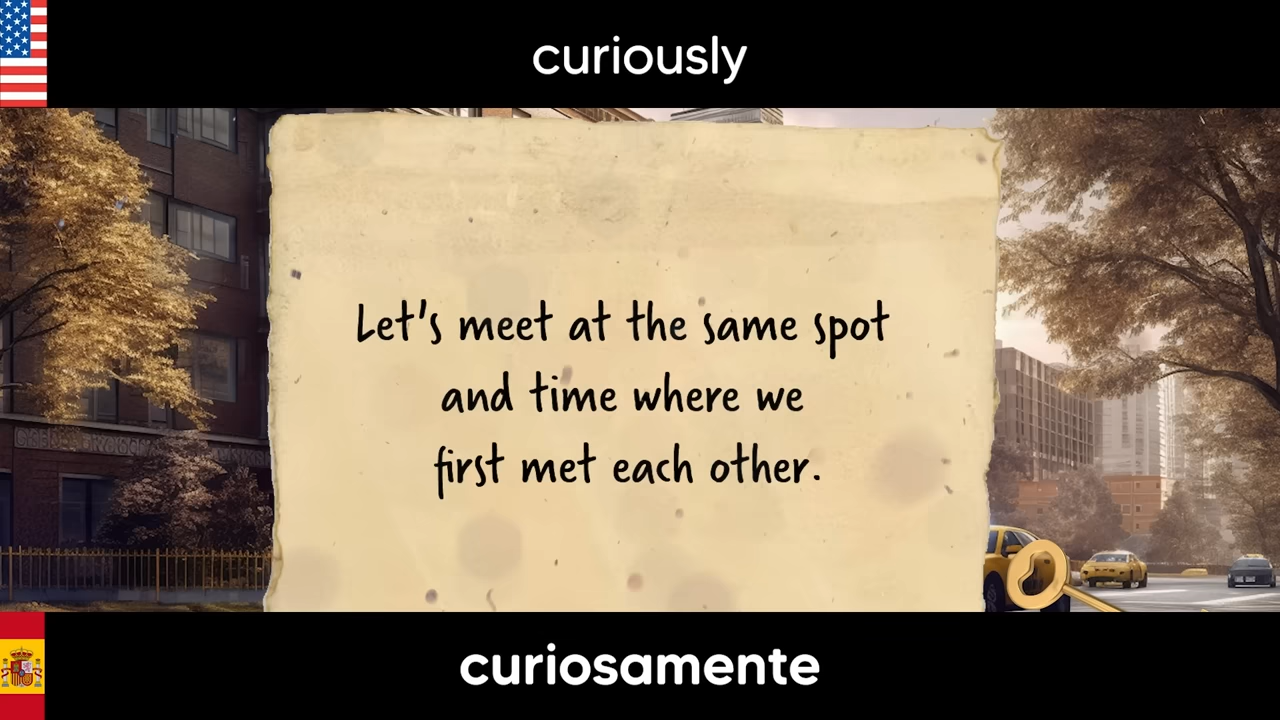 curiously
Let's meet at the same spot
and time where we
first met each other.
curiosamente